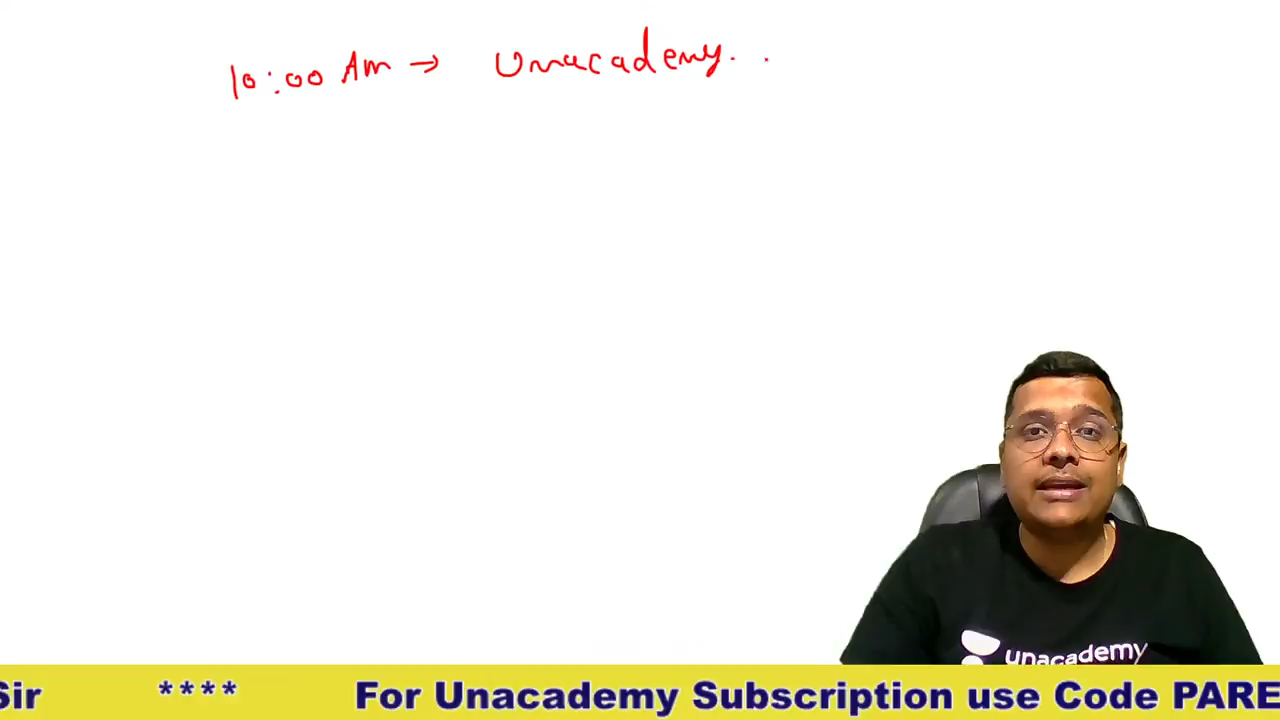 10:00 Am → Unacademy..
unacademy
Sir **** For Unacademy Subscription use Code PARE